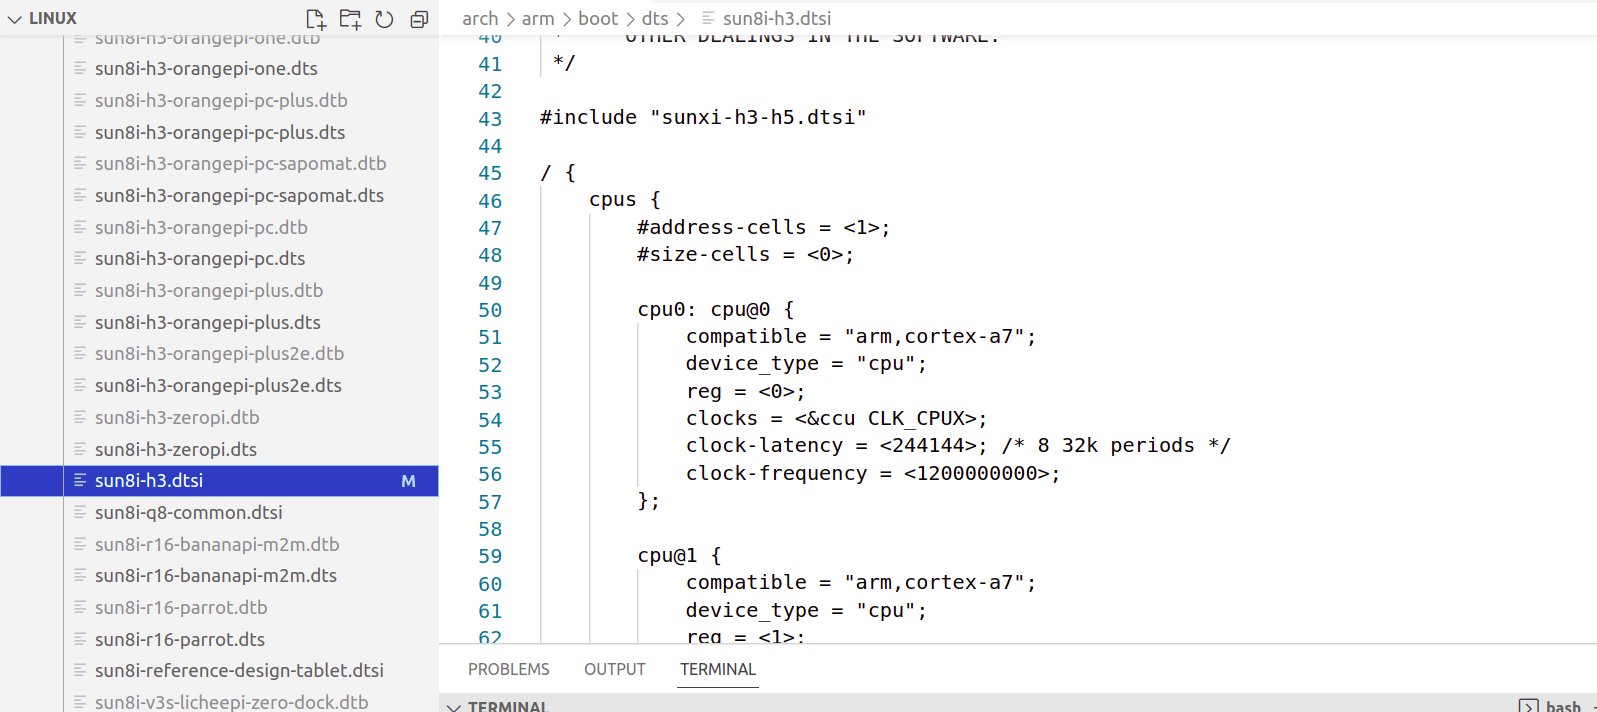 LINUX
sun8i-h3-orangepi-one.dtb
sun8i-h3-orangepi-one.dts
sun8i-h3-orangepi-pc-plus.dtb
sun8i-h3-orangepi-pc-plus.dts
sun8i-h3-orangepi-pc-sapomat.dtb
sun8i-h3-orangepi-pc-sapomat.dts
sun8i-h3-orangepi-pc.dtb
sun8i-h3-orangepi-pc.dts
sun8i-h3-orangepi-plus.dtb
sun8i-h3-orangepi-plus.dts
sun8i-h3-orangepi-plus2e.dtb
sun8i-h3-orangepi-plus2e.dts
sun8i-h3-zeropi.dtb
sun8i-h3-zeropi.dts
sun8i-h3.dtsi M
sun8i-q8-common.dtsi
sun8i-r16-bananapi-m2m.dtb
sun8i-r16-bananapi-m2m.dts
sun8i-r16-parrot.dtb
sun8i-r16-parrot.dts
sun8i-reference-design-tablet.dtsi
sun8i-v3s-licheepi-zero-dock.dtb
arch > arm > boot > dts > sun8i-h3.dtsi
40 * OTHER DEALINGS IN THE SOFTWARE.
41 */
42
43 #include "sunxi-h3-h5.dtsi"
44
45 / {
46 cpus {
47 #address-cells = <1>;
48 #size-cells = <0>;
49
50 cpu0: cpu@0 {
51 compatible = "arm,cortex-a7";
52 device_type = "cpu";
53 reg = <0>;
54 clocks = <&ccu CLK_CPUX>;
55 clock-latency = <244144>; /* 8 32k periods */
56 clock-frequency = <1200000000>;
57 };
58
59 cpu@1 {
60 compatible = "arm,cortex-a7";
61 device_type = "cpu";
62 reg = <1>;
PROBLEMS OUTPUT TERMINAL
TERMINAL bash